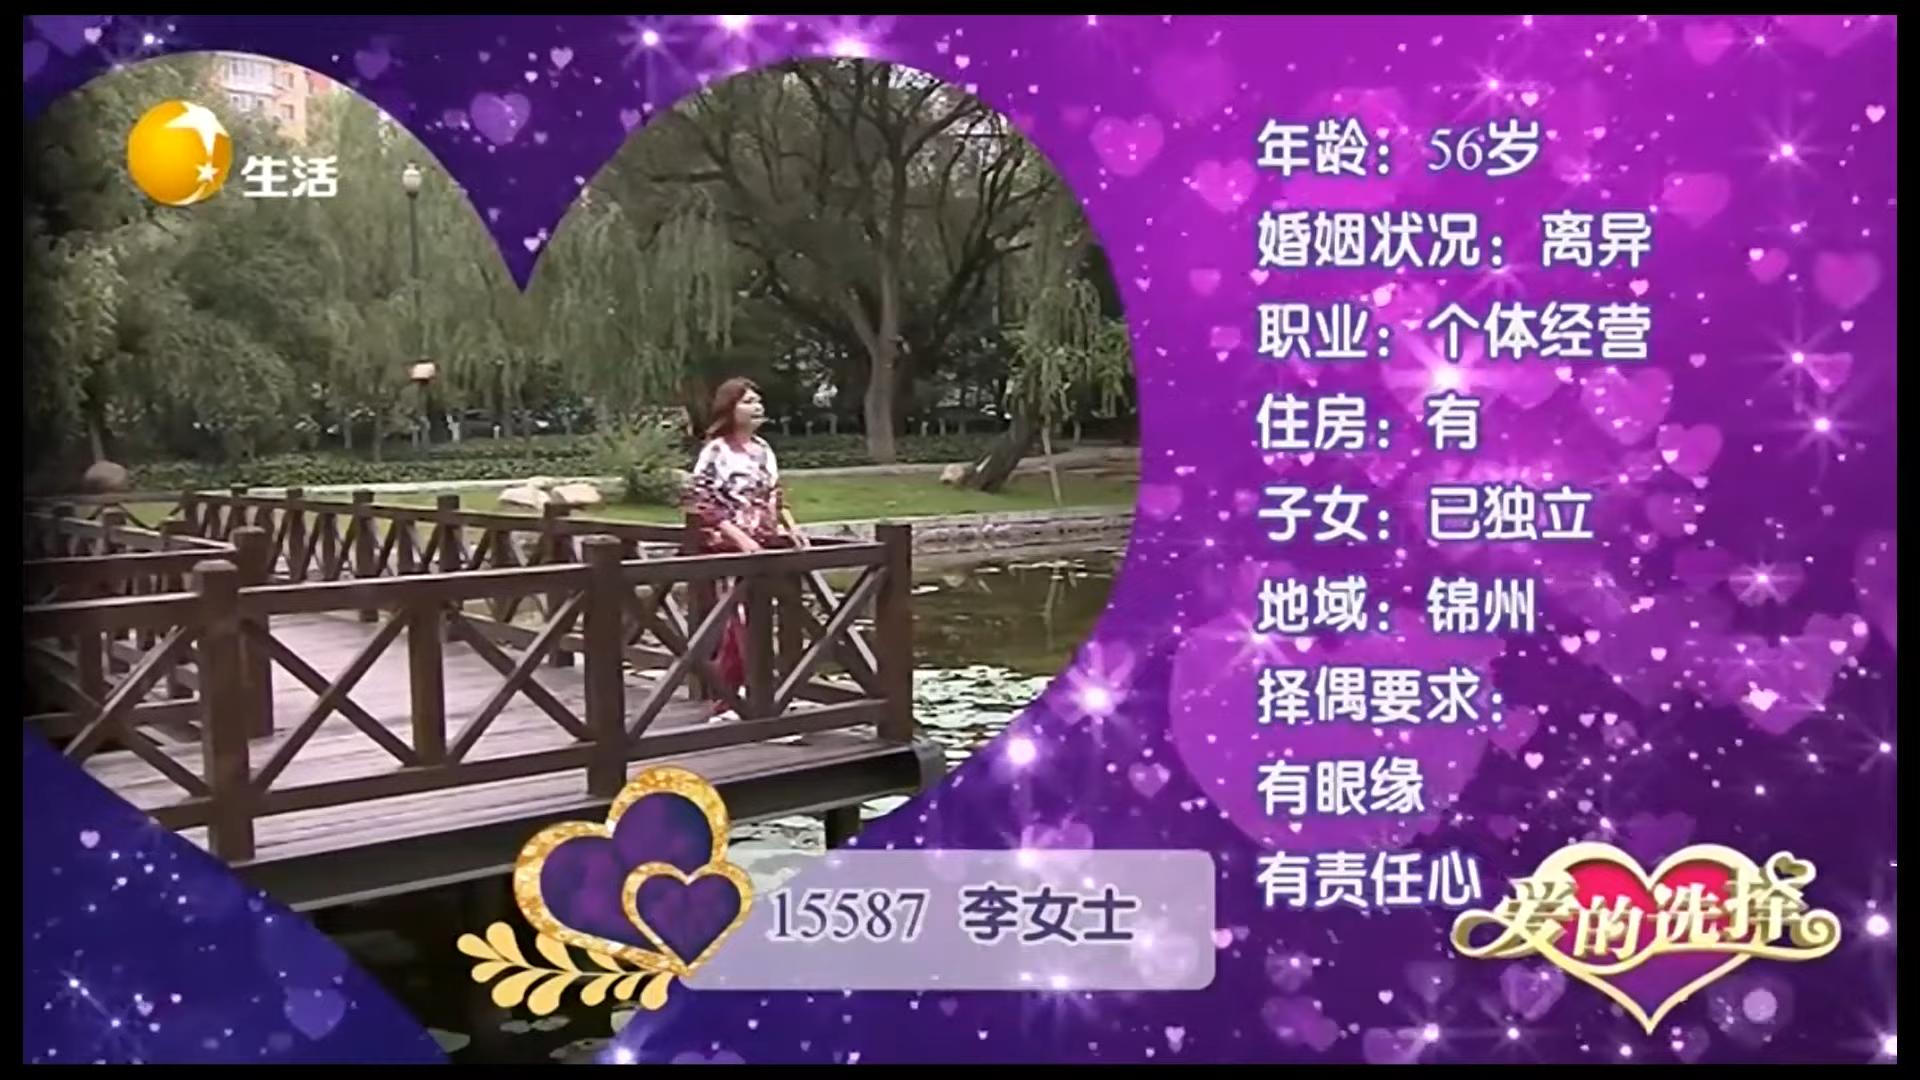 生活
年龄：56岁
婚姻状况：离异
职业：个体经营
住房：有
子女：已独立
地域：锦州
择偶要求：
有眼缘
有责任心
15587 李女士
爱的选择